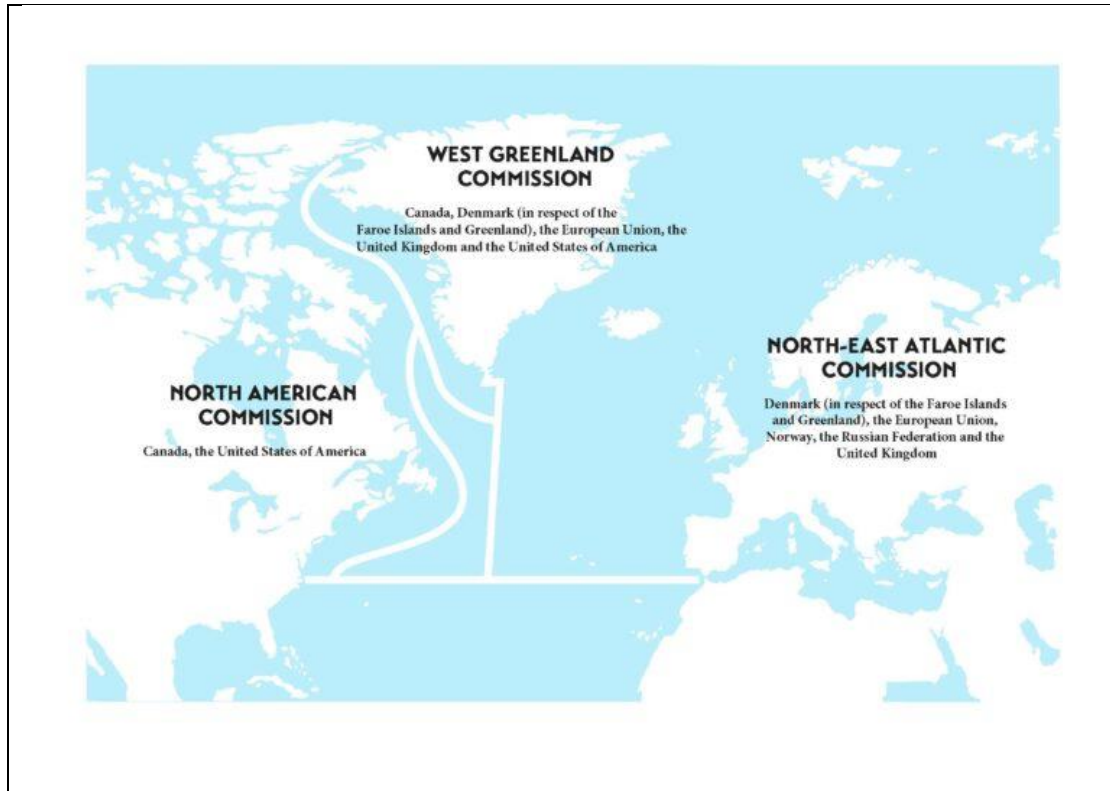 WEST GREENLAND
COMMISSION
Canada, Denmark (in respect of the
Faroe Islands and Greenland), the European Union, the
United Kingdom and the United States of America
NORTH-EAST ATLANTIC
COMMISSION
Denmark (in respect of the Faroe Islands
and Greenland), the European Union,
Norway, the Russian Federation and the
United Kingdom
NORTH AMERICAN
COMMISSION
Canada, the United States of America